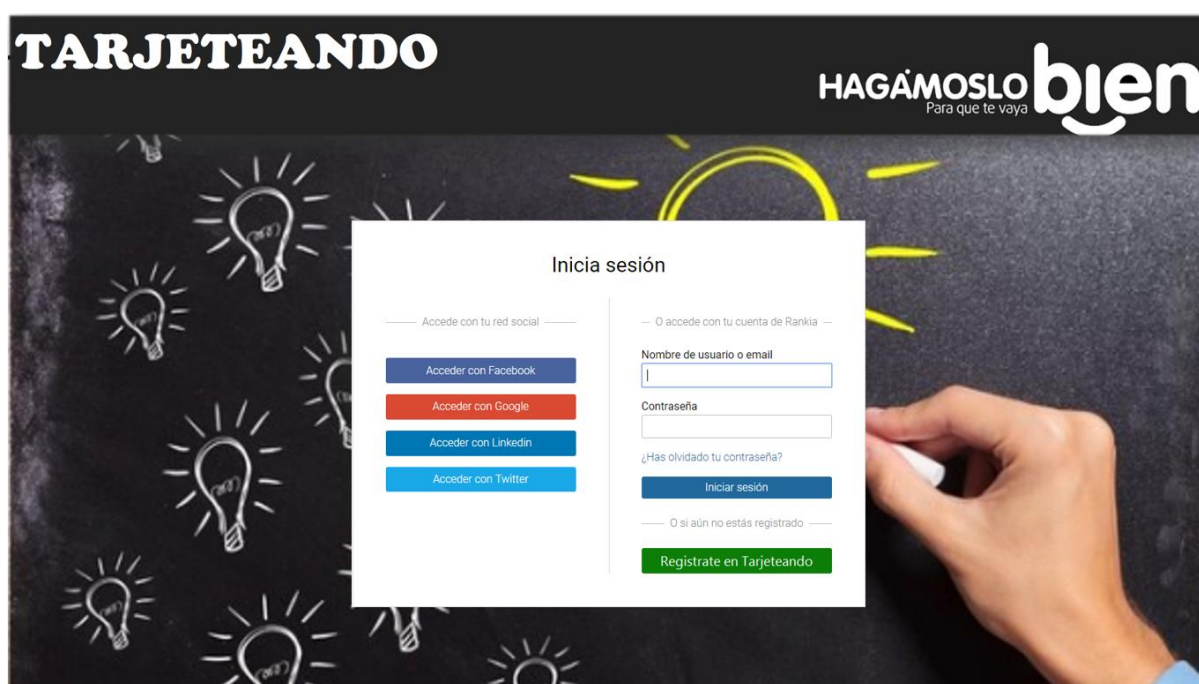 TARJETEANDO
HAGÁMOSLO bien
Para que te vaya
Inicia sesión
Accede con tu red social
Acceder con Facebook
Acceder con Google
Acceder con Linkedin
Acceder con Twitter
O accede con tu cuenta de Rankia
Nombre de usuario o email
Contraseña
¿Has olvidado tu contraseña?
Iniciar sesión
O si aún no estás registrado
Registrate en Tarjeteando